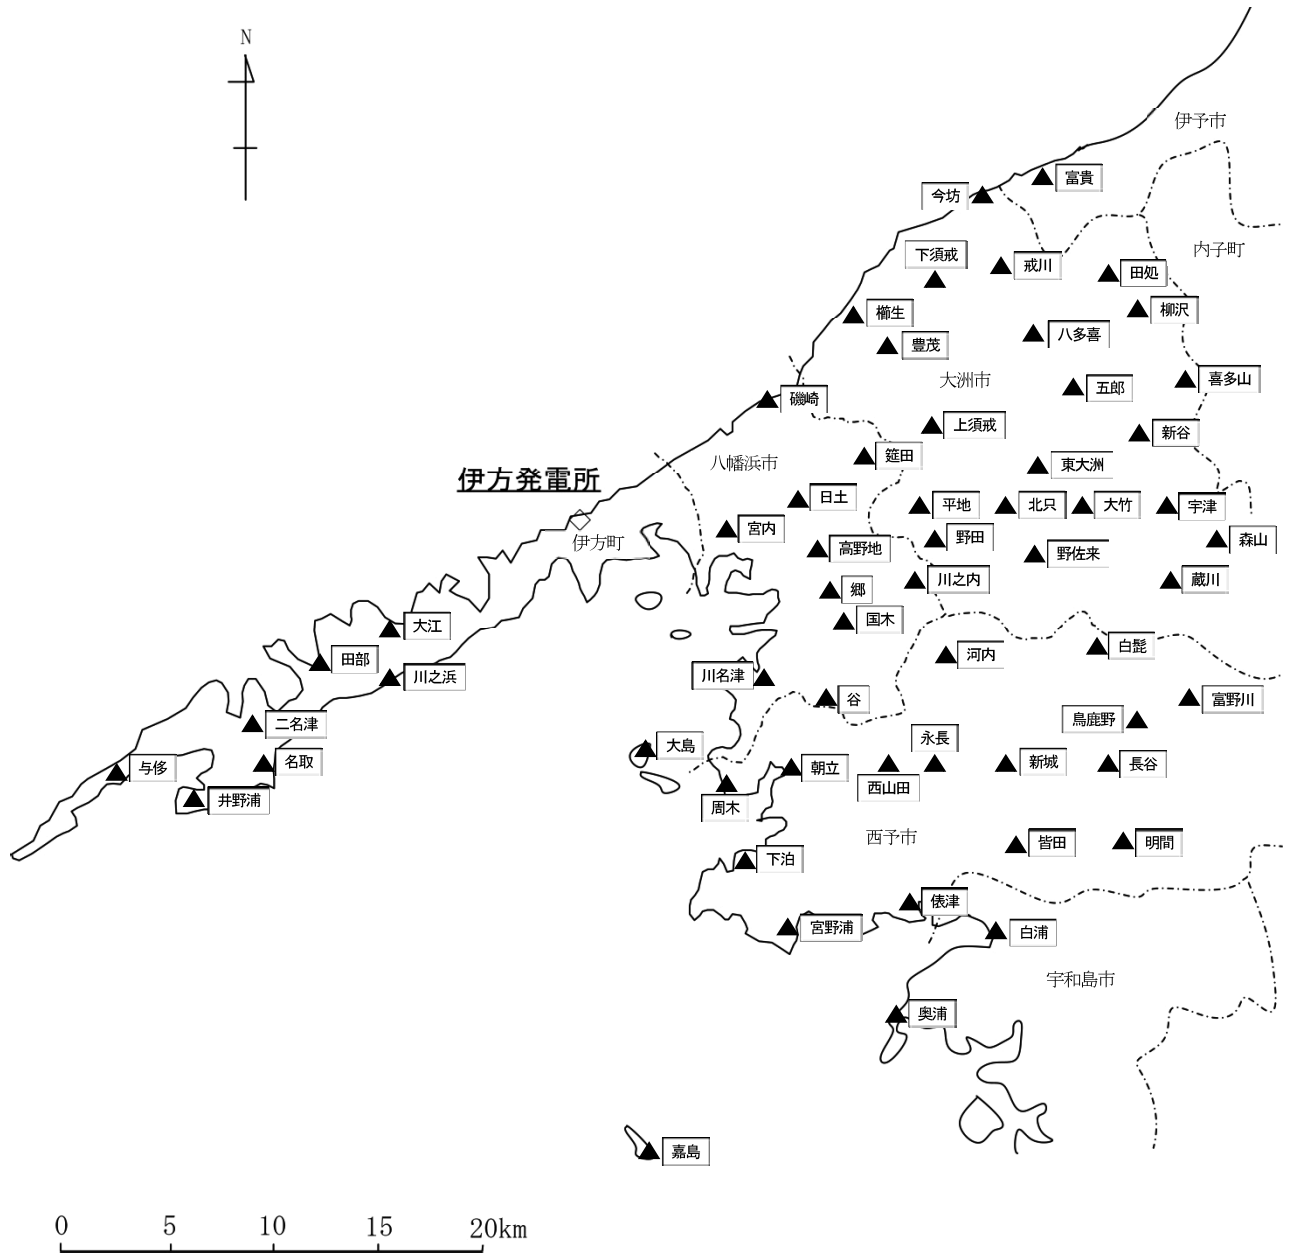 N
伊予市
富貴
今坊
内子町
下須戒
戒川
田処
櫛生
柳沢
豊茂
八多喜
大洲市
喜多山
五郎
磯崎
上須戒
新谷
八幡浜市
筵田
東大洲
伊方発電所
日土
平地
北只
大竹
宇津
宮内
伊方町
高野地
野田
野佐来
森山
郷
川之内
蔵川
国木
大江
河内
白髭
田部
川之浜
川名津
谷
富野川
二名津
鳥鹿野
大島
永長
名取
与侈
朝立
新城
長谷
西山田
井野浦
周木
西予市
皆田
明間
下泊
俵津
宮野浦
白浦
宇和島市
奥浦
嘉島
0 5 10 15 20km